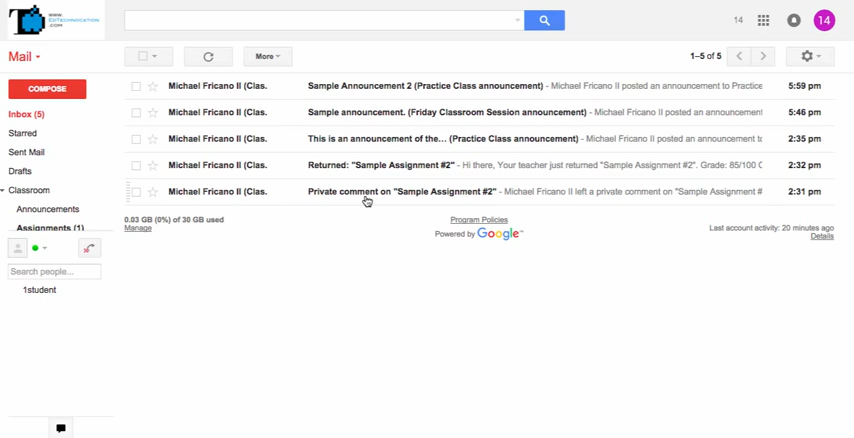 WWW.
EDTECHNOCATION
.COM
14
14
Mail
More
1–5 of 5
COMPOSE
Inbox (5)
Starred
Sent Mail
Drafts
Classroom
Announcements
Assignments (1)
Search people...
1student
Michael Fricano II (Clas. Sample Announcement 2 (Practice Class announcement) - Michael Fricano II posted an announcement to Practice 5:59 pm
Michael Fricano II (Clas. Sample announcement. (Friday Classroom Session announcement) - Michael Fricano II posted an announcement 5:46 pm
Michael Fricano II (Clas. This is an announcement of the... (Practice Class announcement) - Michael Fricano II posted an announcement to 2:35 pm
Michael Fricano II (Clas. Returned: "Sample Assignment #2" - Hi there, Your teacher just returned "Sample Assignment #2". Grade: 85/100 2:32 pm
Michael Fricano II (Clas. Private comment on "Sample Assignment #2" - Michael Fricano II left a private comment on "Sample Assignment # 2:31 pm
0.03 GB (0%) of 30 GB used
Manage
Program Policies
Powered by Google™
Last account activity: 20 minutes ago
Details